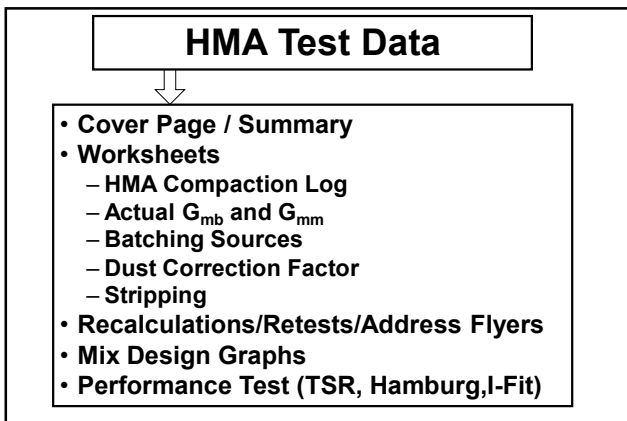 HMA Test Data
• Cover Page / Summary
• Worksheets
– HMA Compaction Log
– Actual Gmb and Gmm
– Batching Sources
– Dust Correction Factor
– Stripping
• Recalculations/Retests/Address Flyers
• Mix Design Graphs
• Performance Test (TSR, Hamburg,I-Fit)